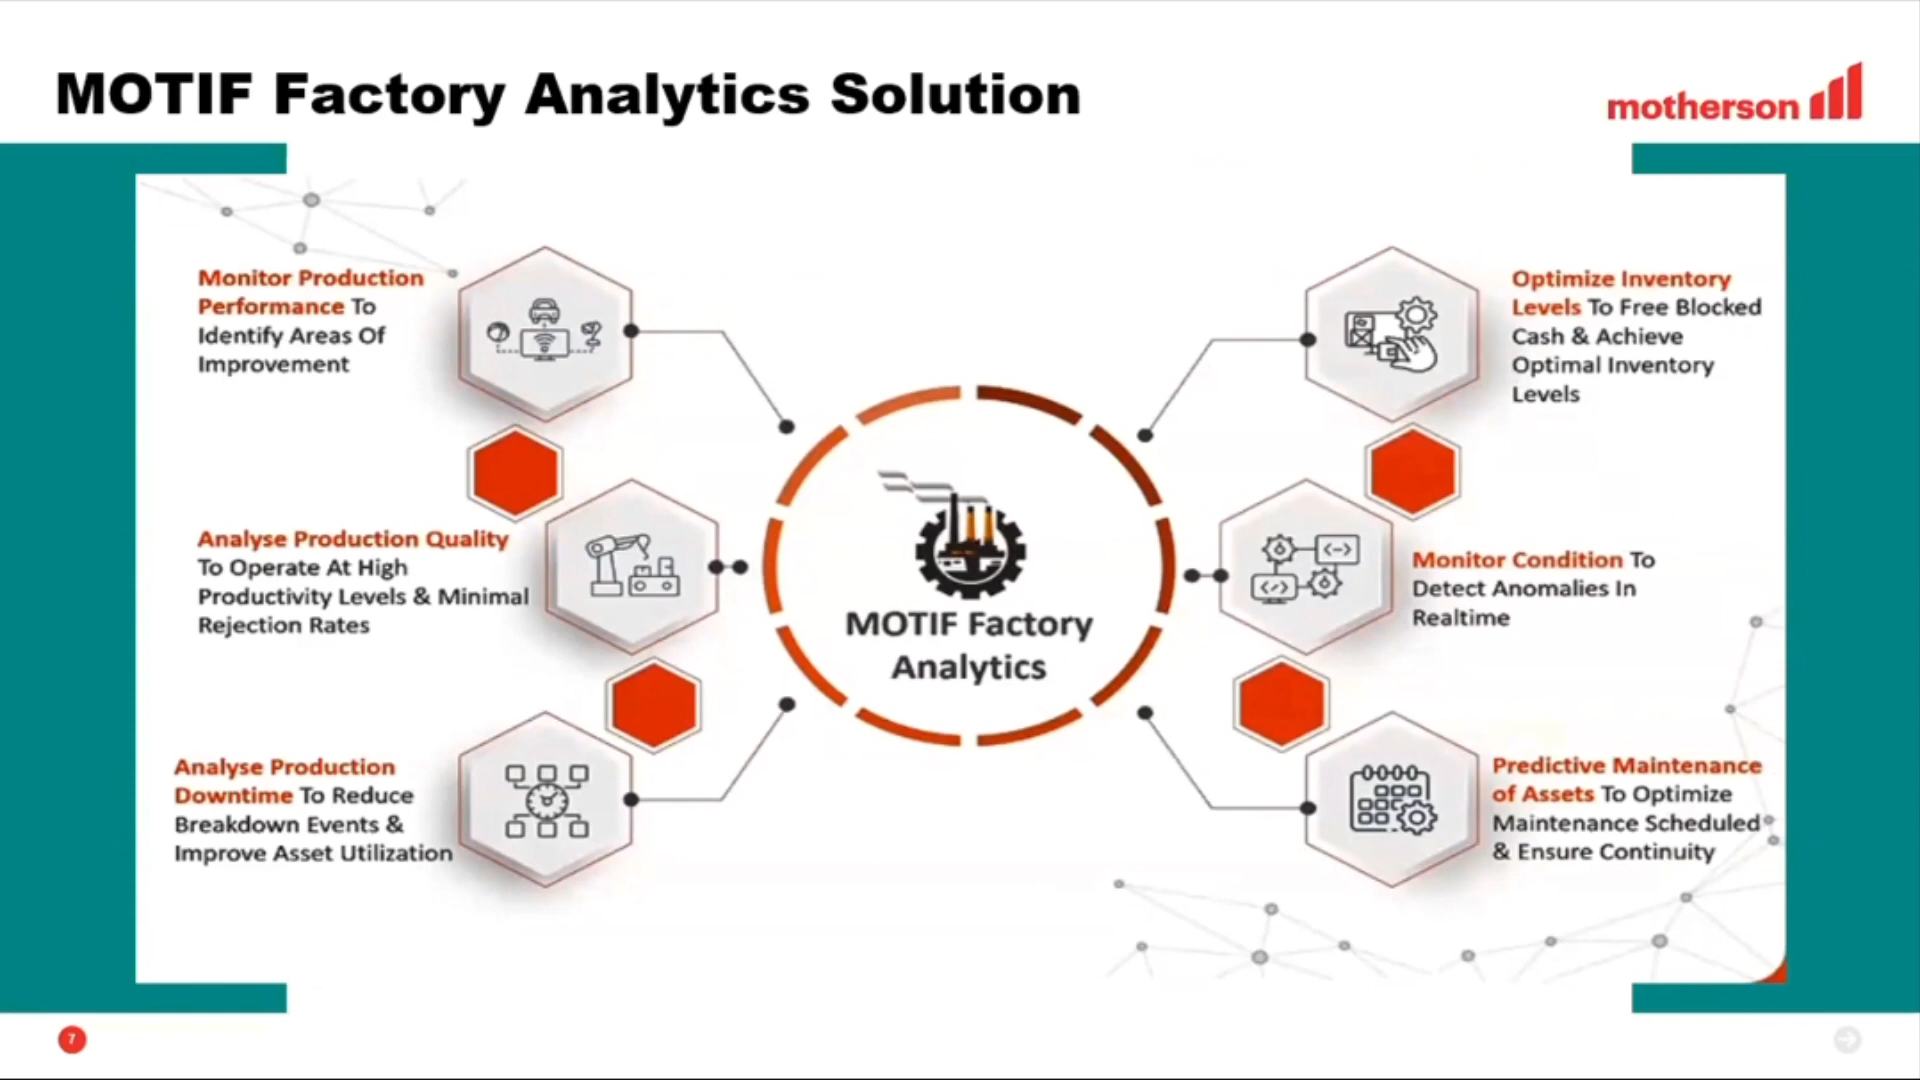 MOTIF Factory Analytics Solution
motherson
Monitor Production
Performance To
Identify Areas Of
Improvement
Analyse Production Quality
To Operate At High
Productivity Levels & Minimal
Rejection Rates
Analyse Production
Downtime To Reduce
Breakdown Events &
Improve Asset Utilization
MOTIF Factory
Analytics
Optimize Inventory
Levels To Free Blocked
Cash & Achieve
Optimal Inventory
Levels
Monitor Condition To
Detect Anomalies In
Realtime
Predictive Maintenance
of Assets To Optimize
Maintenance Scheduled
& Ensure Continuity
7